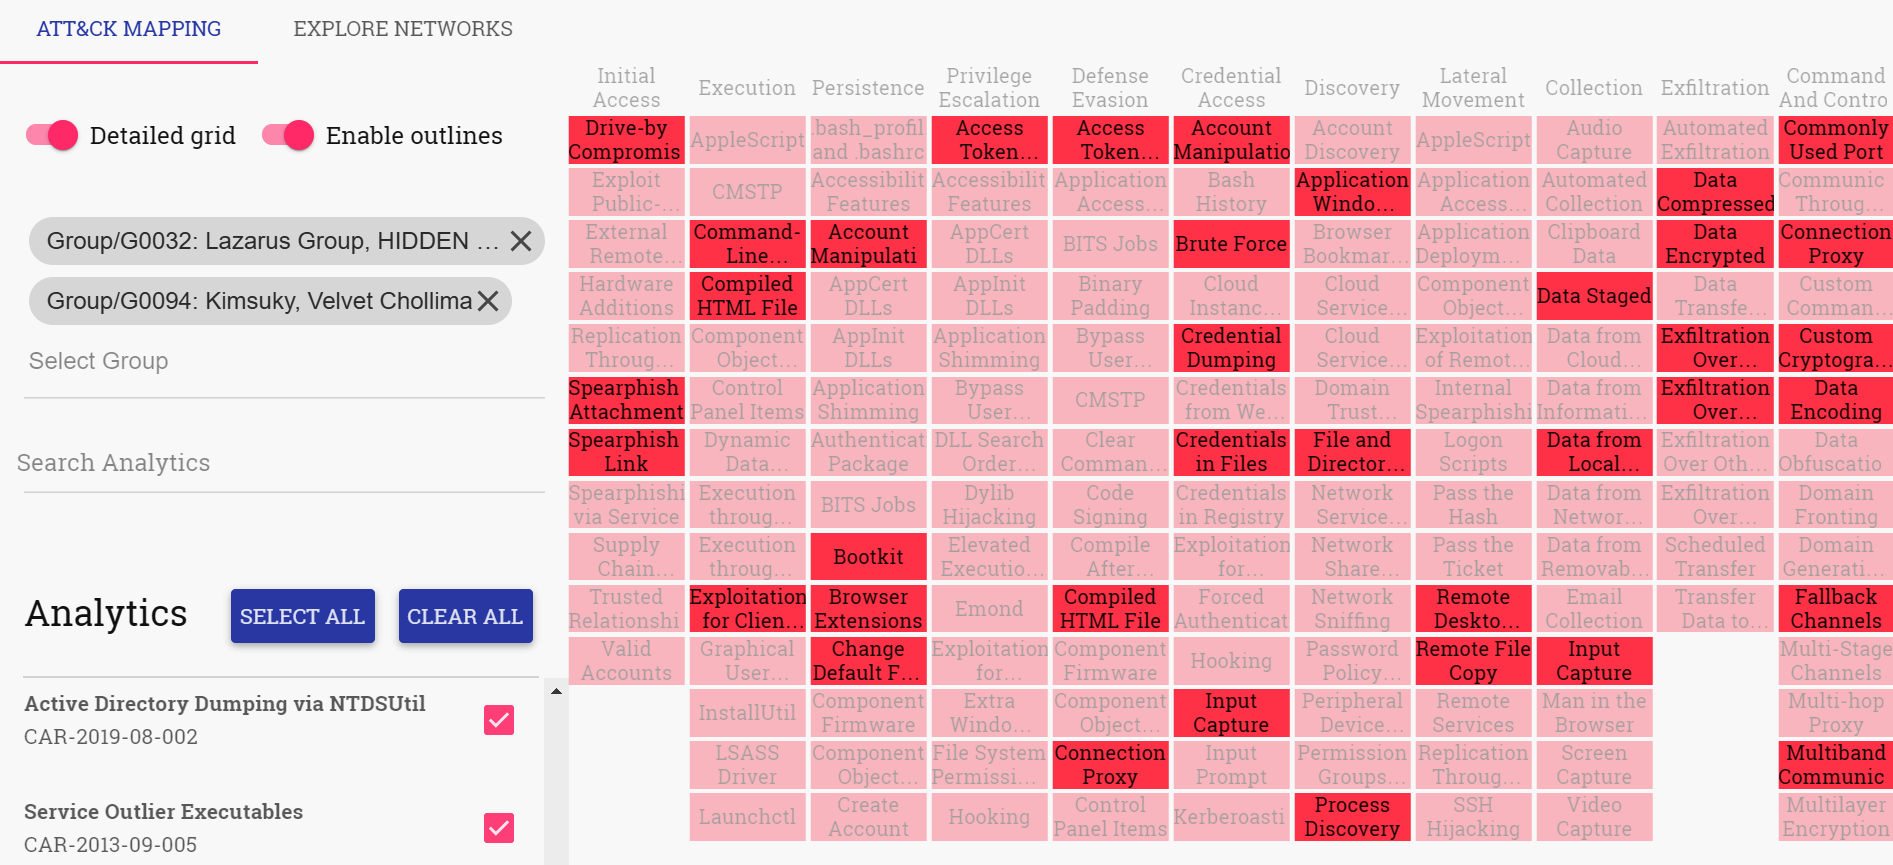 ATT&CK MAPPING
EXPLORE NETWORKS
Detailed grid
Enable outlines
Group/G0032: Lazarus Group, HIDDEN ...
Group/G0094: Kimsuky, Velvet Chollima
Select Group
Search Analytics
Analytics
SELECT ALL
CLEAR ALL
Active Directory Dumping via NTDSUtil
CAR-2019-08-002
Service Outlier Executables
CAR-2013-09-005
Initial
Access
Drive-by
Compromis
Exploit
Public-...
External
Remote...
Hardware
Additions
Replication
Throug...
Spearphish
Attachment
Spearphish
Link
Spearphishi
via Service
Supply
Chain...
Trusted
Relationshi
Valid
Accounts
Execution
AppleScript
CMSTP
Command-
Line...
Compiled
HTML File
Component
Object...
Control
Panel Items
Dynamic
Data...
Execution
throug...
Execution
throug...
Exploitation
for Clien...
Graphical
User...
InstallUtil
LSASS
Driver
Launchctl
Persistence
.bash_profil
and .bashrc
Accessibilit
Features
Account
Manipulati
AppCert
DLLs
AppInit
DLLs
Application
Shimming
Authenticat
Package
BITS Jobs
Bootkit
Browser
Extensions
Change
Default F...
Component
Firmware
Component
Object...
Create
Account
Privilege
Escalation
Access
Token...
Accessibilit
Features
AppCert
DLLs
AppInit
DLLs
Application
Shimming
Bypass
User...
DLL Search
Order...
Dylib
Hijacking
Elevated
Executio...
Emond
Exploitation
for...
Extra
Windo...
File System
Permissi...
Hooking
Defense
Evasion
Access
Token...
Application
Access...
BITS Jobs
Binary
Padding
Bypass
User...
CMSTP
Clear
Comman...
Code
Signing
Compile
After...
Compiled
HTML File
Component
Firmware
Component
Object...
Connection
Proxy
Control
Panel Items
Credential
Access
Account
Manipulatio
Bash
History
Brute Force
Cloud
Instanc...
Credential
Dumping
Credentials
from We...
Credentials
in Files
Credentials
in Registry
Exploitation
for...
Forced
Authenticat
Hooking
Input
Capture
Input
Prompt
Kerberoasti
Discovery
Account
Discovery
Application
Windo...
Browser
Bookmar...
Cloud
Service...
Cloud
Service...
Domain
Trust...
File and
Director...
Network
Service...
Network
Share...
Network
Sniffing
Password
Policy...
Peripheral
Device...
Permission
Groups...
Process
Discovery
Lateral
Movement
AppleScript
Application
Access...
Application
Deploym...
Component
Object...
Exploitation
of Remot...
Internal
Spearphishi
Logon
Scripts
Pass the
Hash
Pass the
Ticket
Remote
Deskto...
Remote File
Copy
Remote
Services
Replication
Throug...
SSH
Hijacking
Collection
Audio
Capture
Automated
Collection
Clipboard
Data
Data Staged
Data from
Cloud...
Data from
Informati...
Data from
Local...
Data from
Networ...
Data from
Removab...
Email
Collection
Input
Capture
Man in the
Browser
Screen
Capture
Video
Capture
Exfiltration
Automated
Exfiltration
Data
Compressed
Data
Encrypted
Data
Transfe...
Exfiltration
Over...
Exfiltration
Over...
Exfiltration
Over Oth...
Exfiltration
Over...
Scheduled
Transfer
Transfer
Data to...
Command
And Contro
Commonly
Used Port
Communic
Throug...
Connection
Proxy
Custom
Comman...
Custom
Cryptogra...
Data
Encoding
Data
Obfuscatio
Domain
Fronting
Domain
Generati...
Fallback
Channels
Multi-Stage
Channels
Multi-hop
Proxy
Multiband
Communic
Multilayer
Encryption